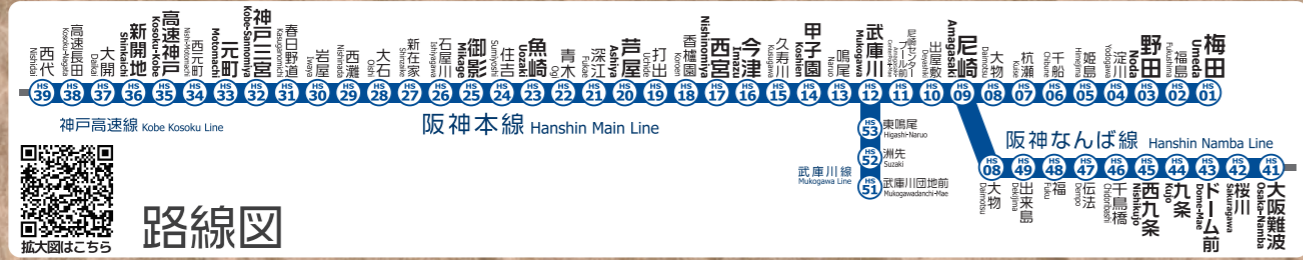 西代 Nishidai HS 39
高速長田 Kosoku-Nagata HS 38
大開 Daikai HS 37
新開地 Shinkaichi HS 36
高速神戸 Kosoku-Kobe HS 35
西元町 Nishi-Motomachi HS 34
元町 Motomachi HS 33
神戸三宮 Kobe-Sannomiya HS 32
春日野道 Kasuganomichi HS 31
岩屋 Iwaya HS 30
西灘 Nishinada HS 29
大石 Oishi HS 28
新在家 Shinzaike HS 27
石屋川 Ishiyagawa HS 26
御影 Mikage HS 25
住吉 Sumiyoshi HS 24
魚崎 Uozaki HS 23
青木 Ogi HS 22
深江 Fukae HS 21
芦屋 Ashiya HS 20
打出 Uchide HS 19
香櫨園 Koroen HS 18
西宮 Nishinomiya HS 17
今津 Imazu HS 16
久寿川 Kusugawa HS 15
甲子園 Koshien HS 14
鳴尾 Naruo HS 13
武庫川 Mukogawa HS 12
尼崎センタープール前 HS 11
出屋敷 Deyashiki HS 10
尼崎 Amagasaki HS 09
大物 Daimotsu HS 08
杭瀬 Kuise HS 07
千船 Chibune HS 06
姫島 Himejima HS 05
淀川 Yodogawa HS 04
野田 Noda HS 03
福島 Fukushima HS 02
梅田 Umeda HS 01
神戸高速線 Kobe Kosoku Line
阪神本線 Hanshin Main Line
HS 53 東鳴尾 Higashi-Naruo
HS 52 洲先 Suzaki
HS 51 武庫川団地前 Mukogawadanchi-Mae
武庫川線
Mukogawa Line
阪神なんば線 Hanshin Namba Line
HS 08 大物 Daimotsu
HS 49 出来島 Dekijima
HS 48 福 Fuku
HS 47 伝法 Dempo
HS 46 千鳥橋 Chidoribashi
HS 45 西九条 Nishikujo
HS 44 九条 Kujo
HS 43 ドーム前 Dome-Mae
HS 42 桜川 Sakuragawa
HS 41 大阪難波 Osaka-Namba
拡大図はこちら
路線図